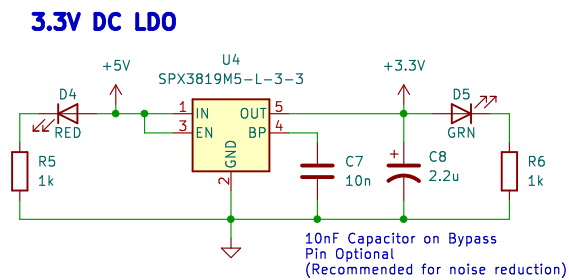 3.3V DC LDO
U4
SPX3819M5-L-3-3
+5V
+3.3V
D4
RED
D5
GRN
1
IN
OUT
5
3
EN
BP
4
GND
2
R5
1k
C7
10n
C8
2.2u
+
R6
1k
10nF Capacitor on Bypass
Pin Optional
(Recommended for noise reduction)